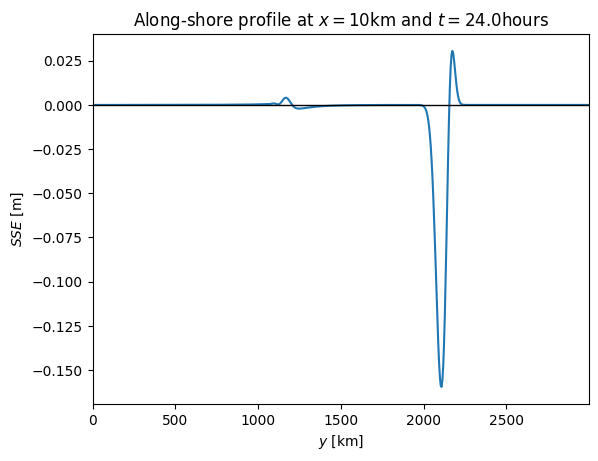 Along-shore profile at x = 10km and t = 24.0hours
0.025
0.000
−0.025
−0.050
−0.075
−0.100
−0.125
−0.150
SSE [m]
0 500 1000 1500 2000 2500
y [km]